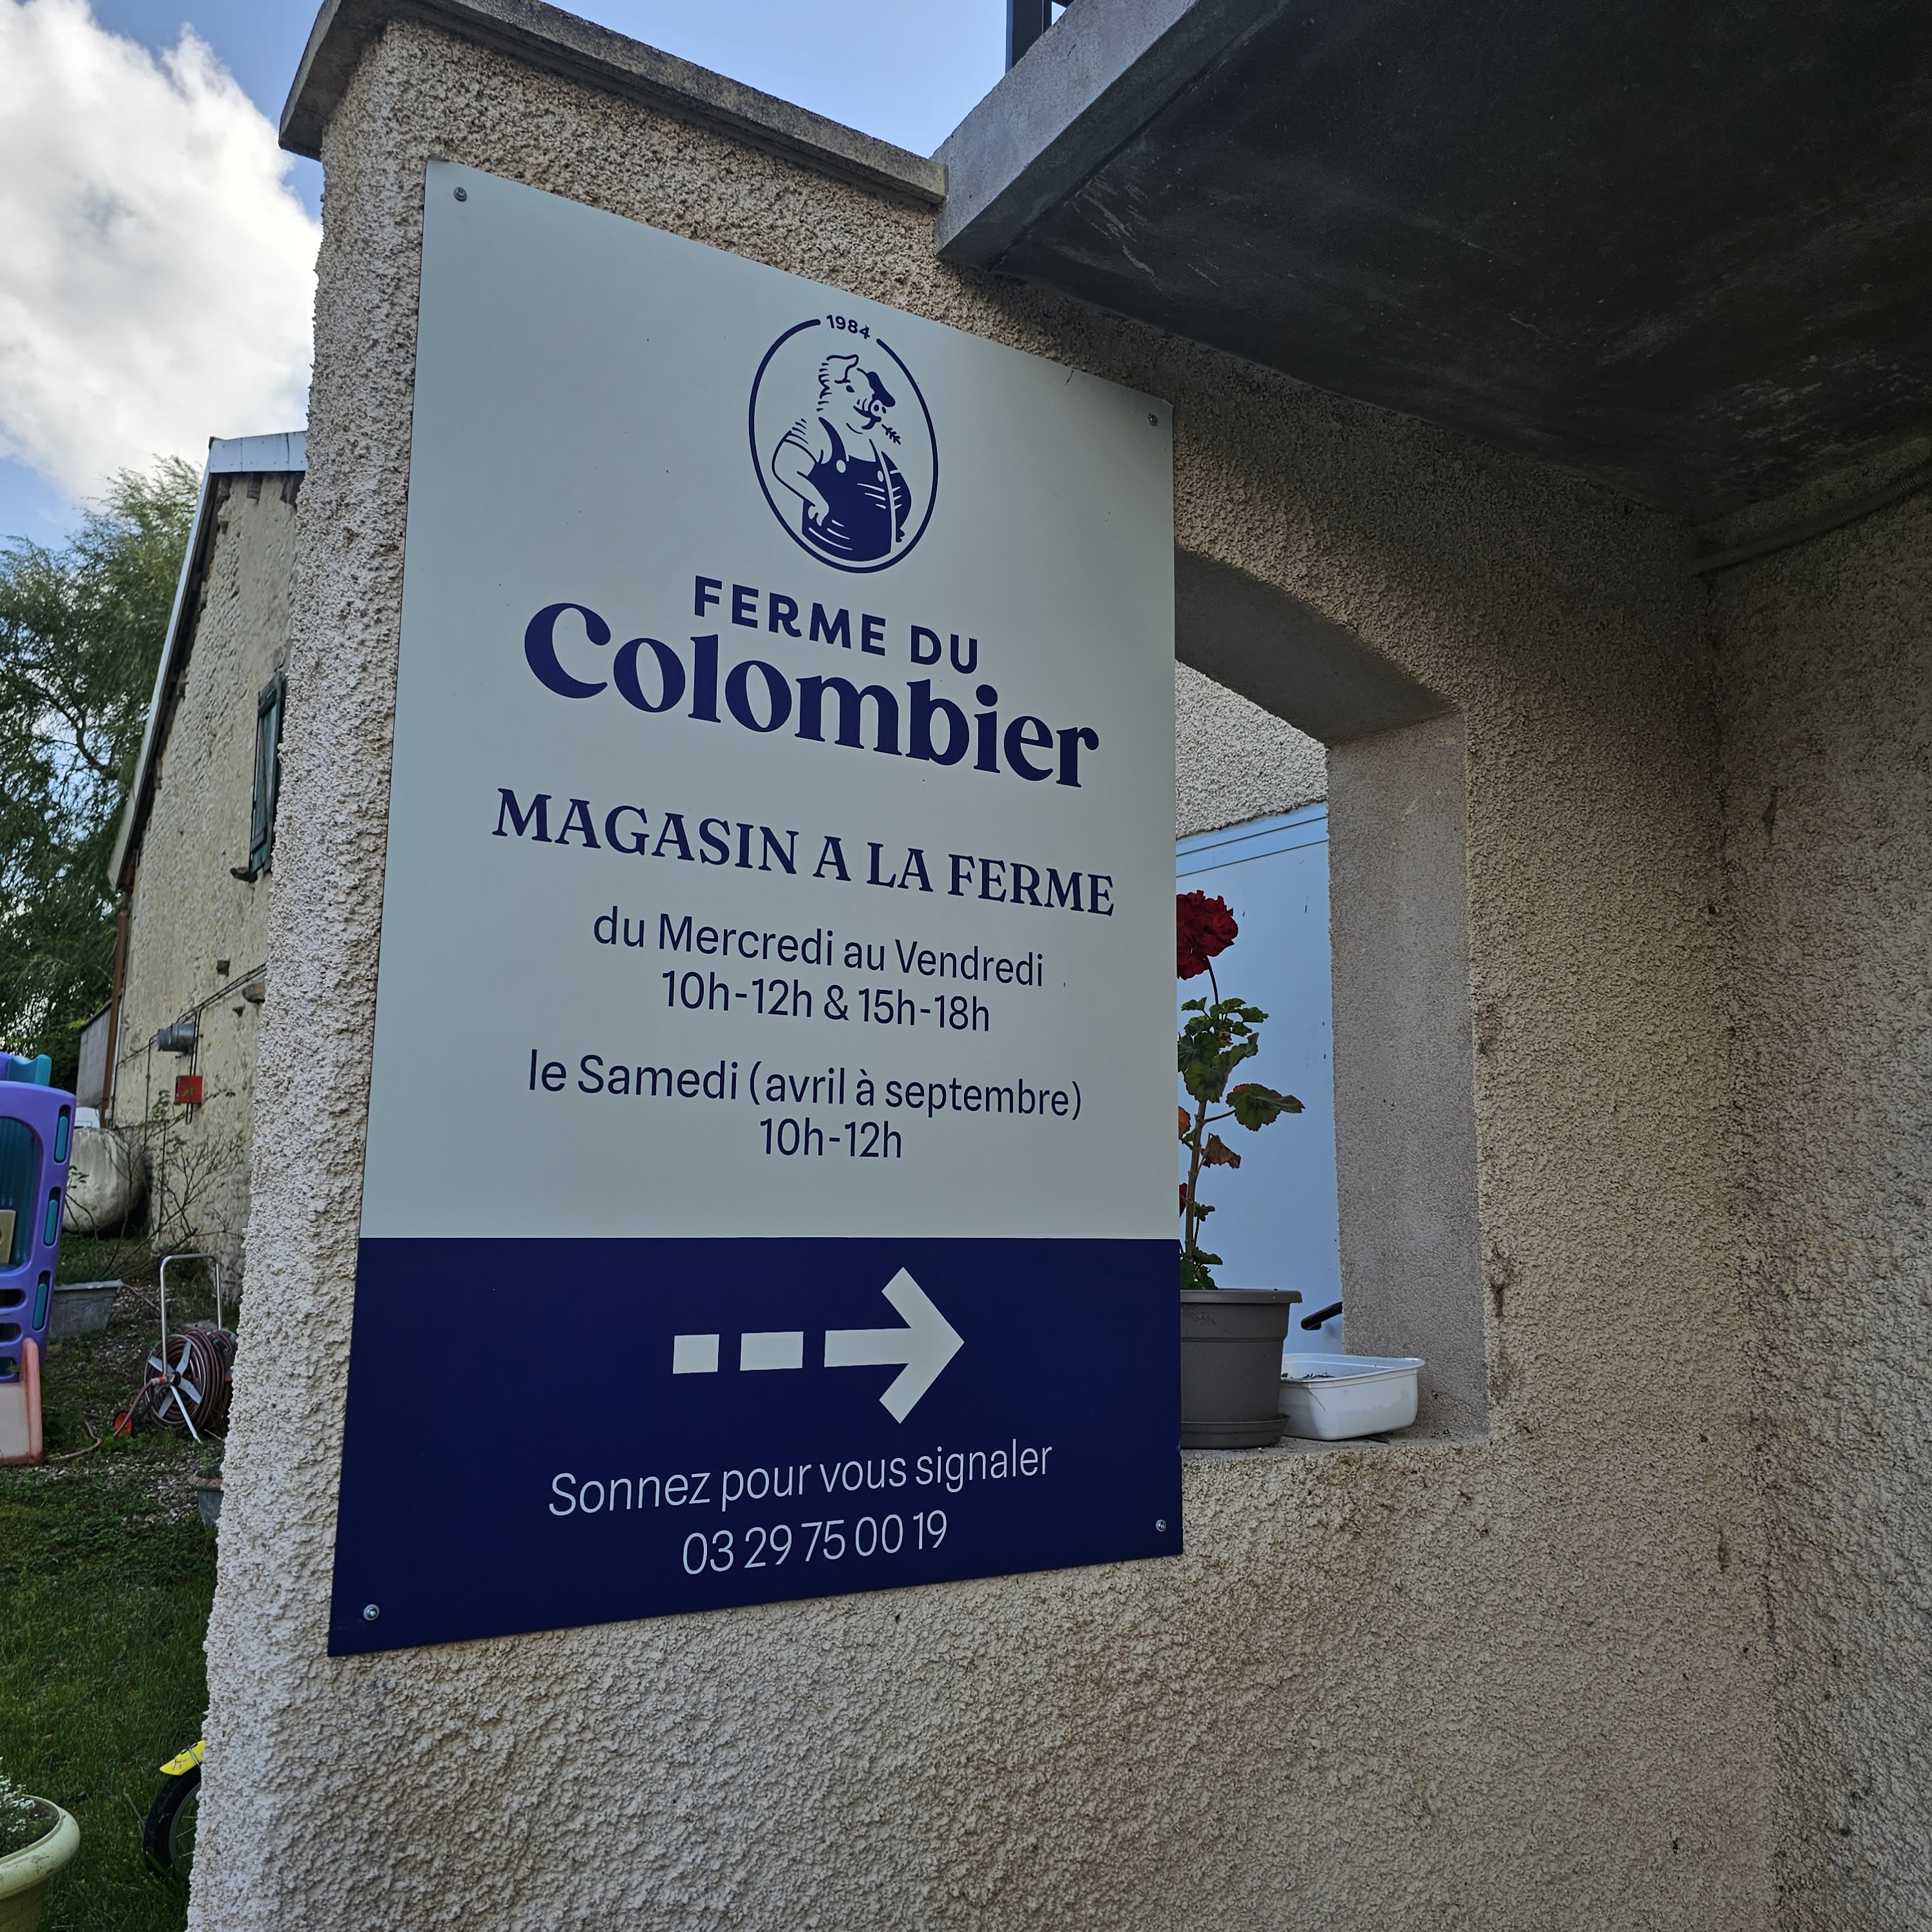 1984
FERME DU
Colombier
MAGASIN A LA FERME
du Mercredi au Vendredi
10h-12h & 15h-18h
le Samedi (avril à septembre)
10h-12h
Sonnez pour vous signaler
03 29 75 00 19